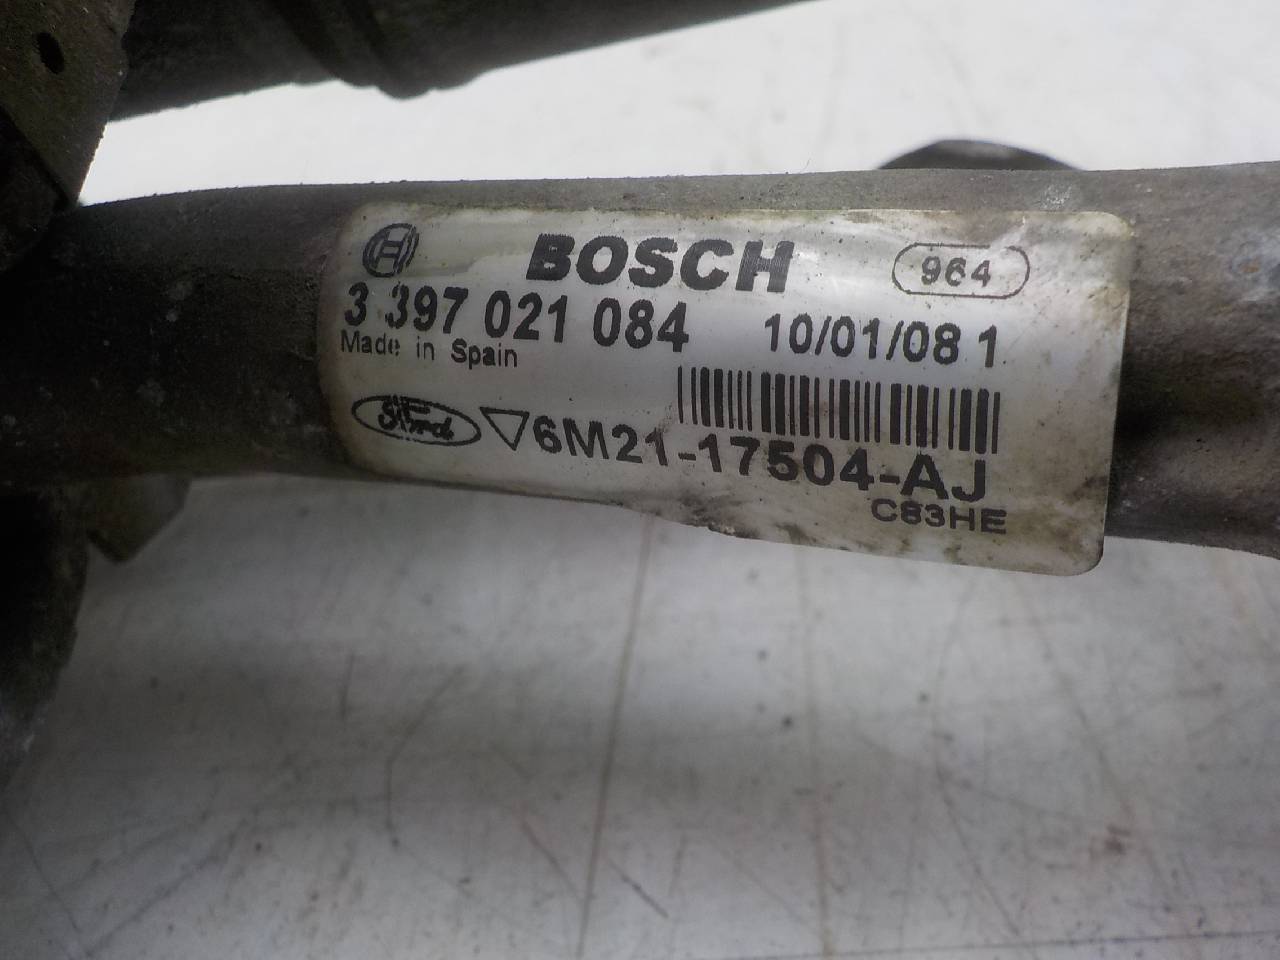 BOSCH 964
3 397 021 084 10/01/08 1
Made in Spain
Ford 6M21-17504-AJ
C83HE